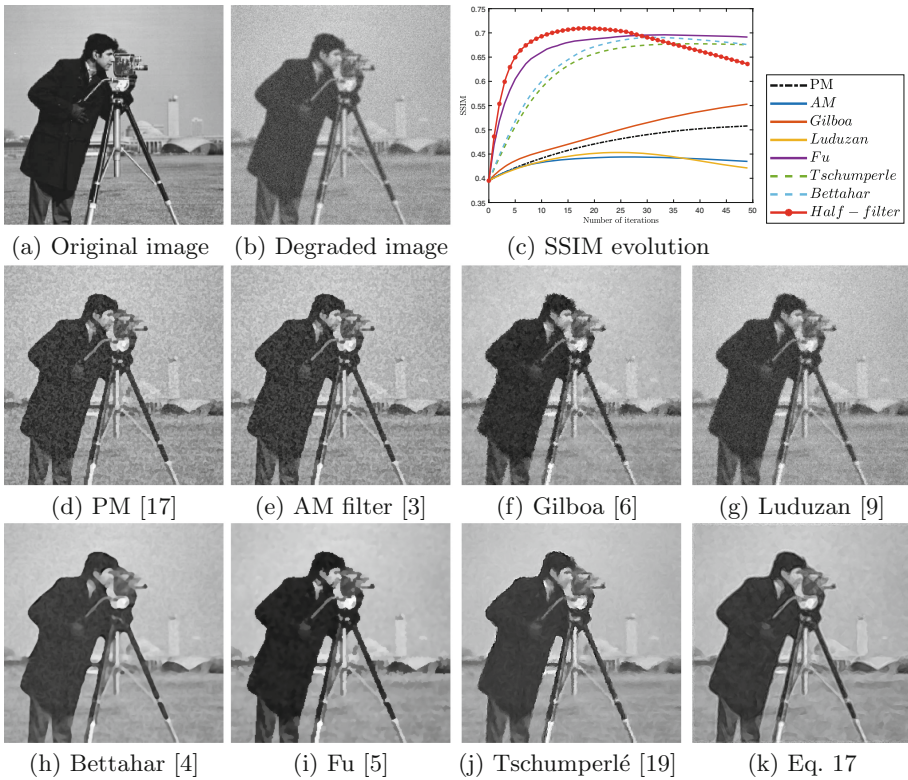 0.75
0.7
0.65
0.6
0.55
0.5
0.45
0.4
0.35
SSIM
0 5 10 15 20 25 30 35 40 45 50
Number of iterations
PM
AM
Gilboa
Luduzan
Fu
Tschumperle
Bettahar
Half − filter
(a) Original image
(b) Degraded image
(c) SSIM evolution
(d) PM [17]
(e) AM filter [3]
(f) Gilboa [6]
(g) Luduzan [9]
(h) Bettahar [4]
(i) Fu [5]
(j) Tschumperlé [19]
(k) Eq. 17